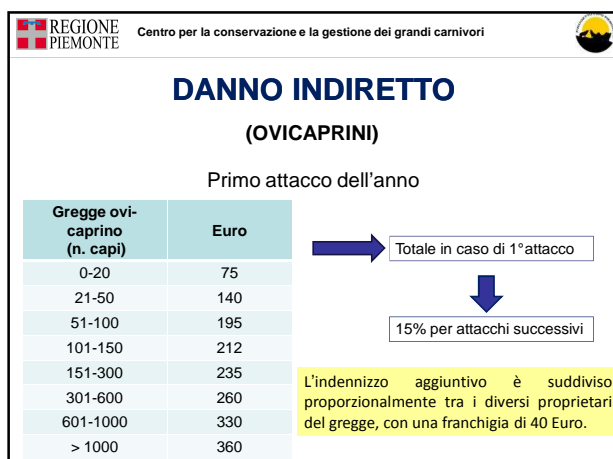 REGIONE
PIEMONTE
Centro per la conservazione e la gestione dei grandi carnivori
DANNO INDIRETTO
(OVICAPRINI)
Primo attacco dell'anno
Gregge ovi-
caprino
(n. capi)
Euro
0-20 75
21-50 140
51-100 195
101-150 212
151-300 235
301-600 260
601-1000 330
> 1000 360
Totale in caso di 1°attacco
15% per attacchi successivi
L'indennizzo aggiuntivo è suddiviso
proporzionalmente tra i diversi proprietari
del gregge, con una franchigia di 40 Euro.